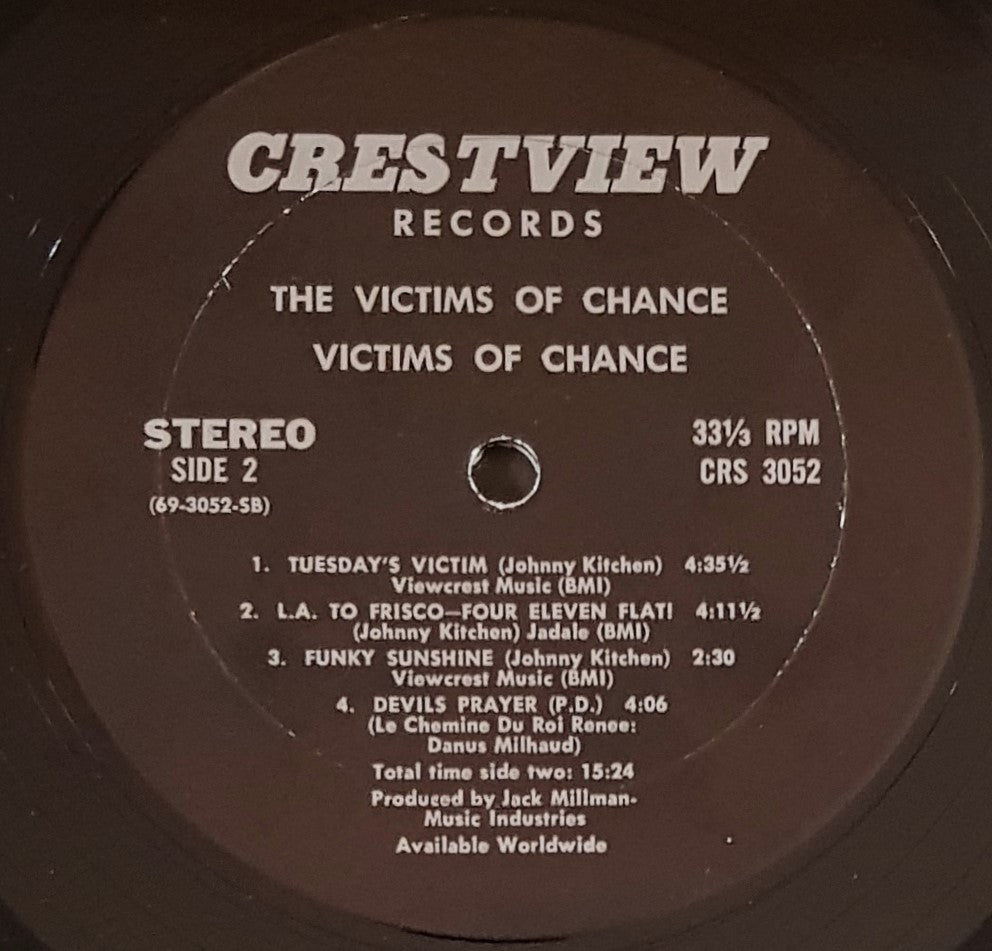 CRESTVIEW
RECORDS
THE VICTIMS OF CHANCE
VICTIMS OF CHANCE
STEREO
SIDE 2
(69-3052-SB)
33⅓ RPM
CRS 3052
1. TUESDAY'S VICTIM (Johnny Kitchen) 4:35½
Viewcrest Music (BMI)
2. L.A. TO FRISCO—FOUR ELEVEN FLAT! 4:11½
(Johnny Kitchen) Jadale (BMI)
3. FUNKY SUNSHINE (Johnny Kitchen) 2:30
Viewcrest Music (BMI)
4. DEVILS PRAYER (P.D.) 4:06
(Le Chemine Du Roi Renee:
Danus Milhaud)
Total time side two: 15:24
Produced by Jack Millman-
Music Industries
Available Worldwide